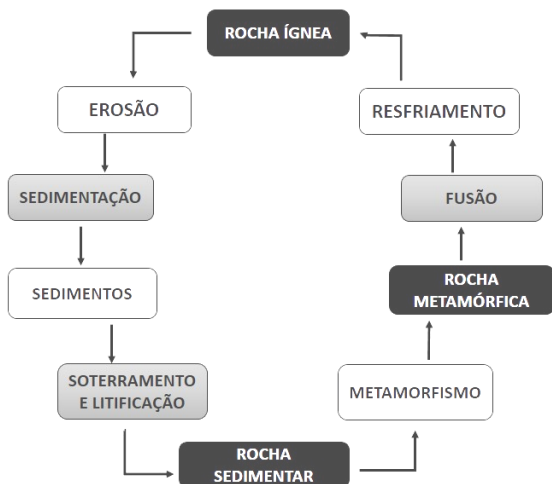 ROCHA ÍGNEA
EROSÃO
SEDIMENTAÇÃO
SEDIMENTOS
SOTERRAMENTO
E LITIFICAÇÃO
ROCHA
SEDIMENTAR
METAMORFISMO
ROCHA
METAMÓRFICA
FUSÃO
RESFRIAMENTO